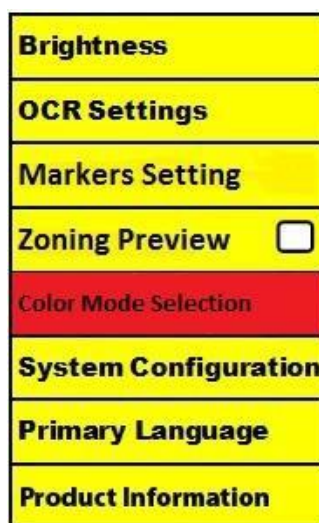 Brightness
OCR Settings
Markers Setting
Zoning Preview
Color Mode Selection
System Configuration
Primary Language
Product Information